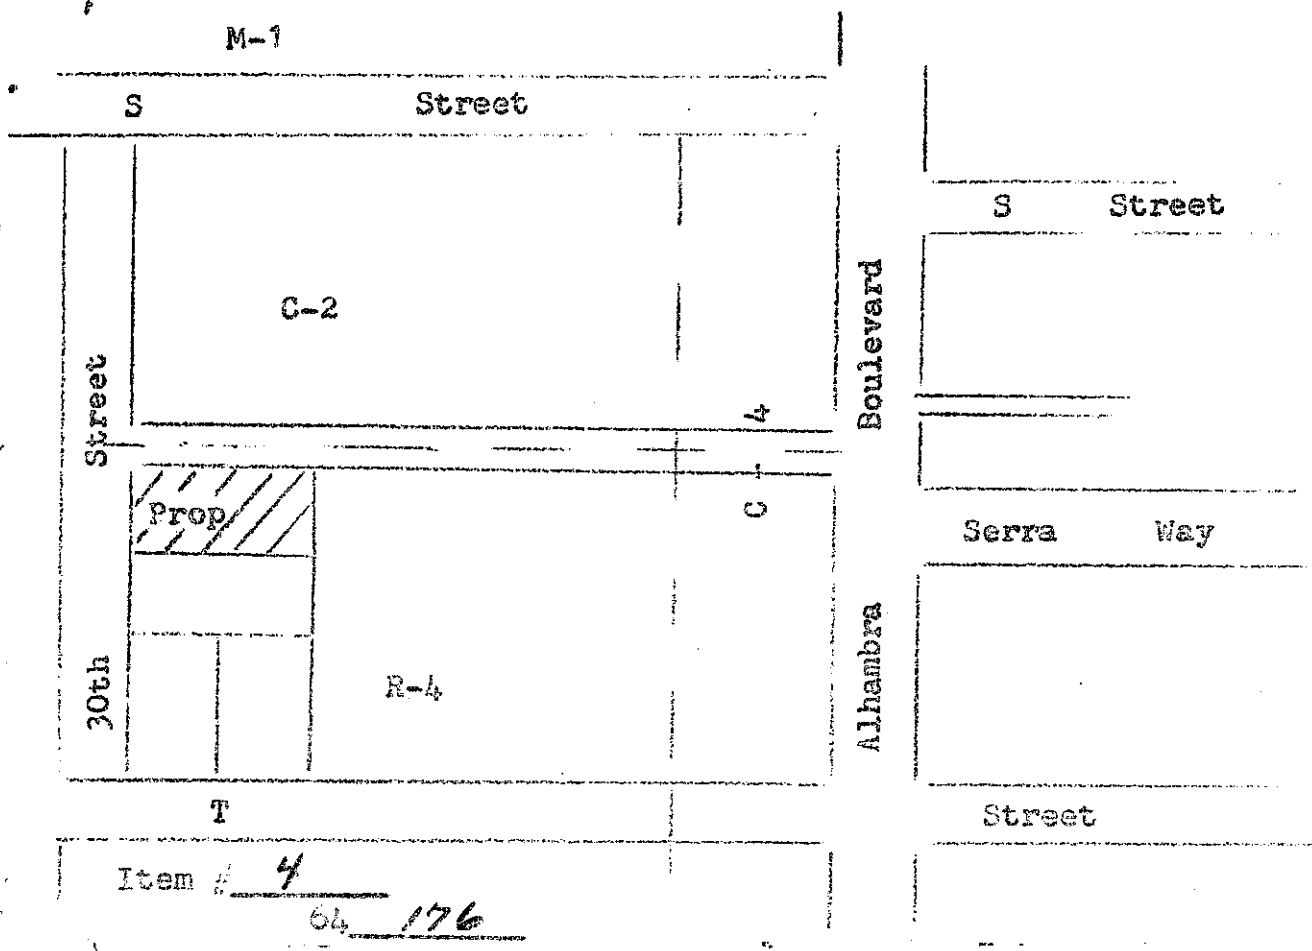 M-1
S Street
S Street
C-2
30th Street
Alhambra Boulevard
C-4
Prop
Serra Way
R-4
T Street
Item # 4
64 176